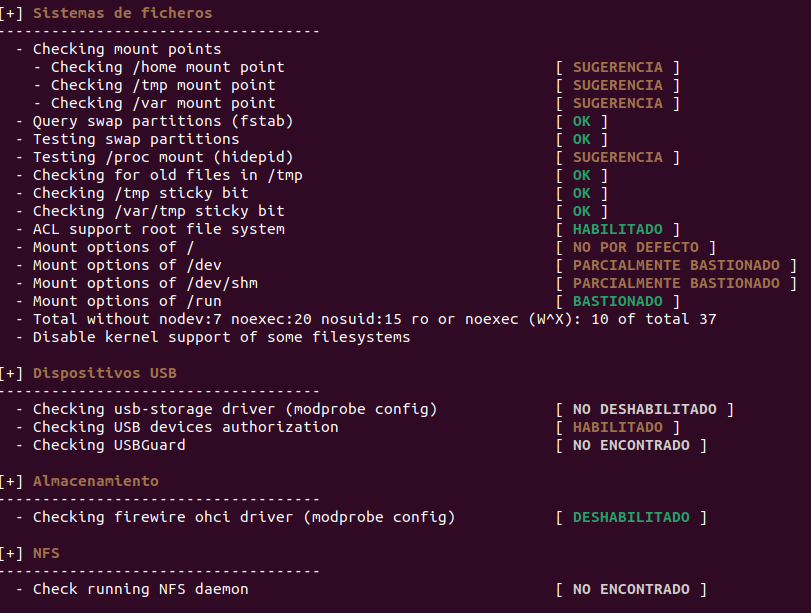 [+] Sistemas de ficheros
------------------------------------
  - Checking mount points
    - Checking /home mount point                              [ SUGERENCIA ]
    - Checking /tmp mount point                               [ SUGERENCIA ]
    - Checking /var mount point                               [ SUGERENCIA ]
  - Query swap partitions (fstab)                             [ OK ]
  - Testing swap partitions                                   [ OK ]
  - Testing /proc mount (hidepid)                             [ SUGERENCIA ]
  - Checking for old files in /tmp                            [ OK ]
  - Checking /tmp sticky bit                                  [ OK ]
  - Checking /var/tmp sticky bit                              [ OK ]
  - ACL support root file system                              [ HABILITADO ]
  - Mount options of /                                        [ NO POR DEFECTO ]
  - Mount options of /dev                                     [ PARCIALMENTE BASTIONADO ]
  - Mount options of /dev/shm                                 [ PARCIALMENTE BASTIONADO ]
  - Mount options of /run                                     [ BASTIONADO ]
  - Total without nodev:7 noexec:20 nosuid:15 ro or noexec (W^X): 10 of total 37
  - Disable kernel support of some filesystems

[+] Dispositivos USB
------------------------------------
  - Checking usb-storage driver (modprobe config)             [ NO DESHABILITADO ]
  - Checking USB devices authorization                        [ HABILITADO ]
  - Checking USBGuard                                         [ NO ENCONTRADO ]

[+] Almacenamiento
------------------------------------
  - Checking firewire ohci driver (modprobe config)           [ DESHABILITADO ]

[+] NFS
------------------------------------
  - Check running NFS daemon                                  [ NO ENCONTRADO ]